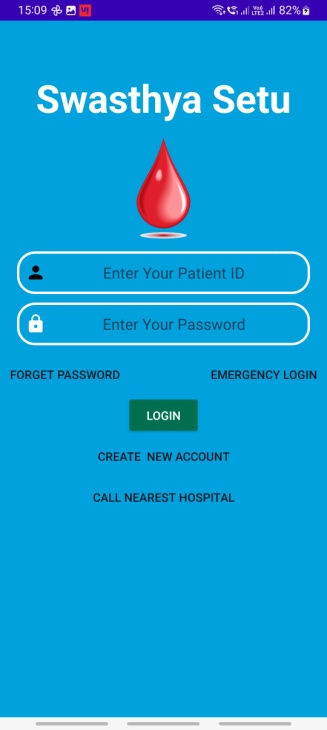 15:09 82%
Swasthya Setu
Enter Your Patient ID
Enter Your Password
FORGET PASSWORD EMERGENCY LOGIN
LOGIN
CREATE NEW ACCOUNT
CALL NEAREST HOSPITAL